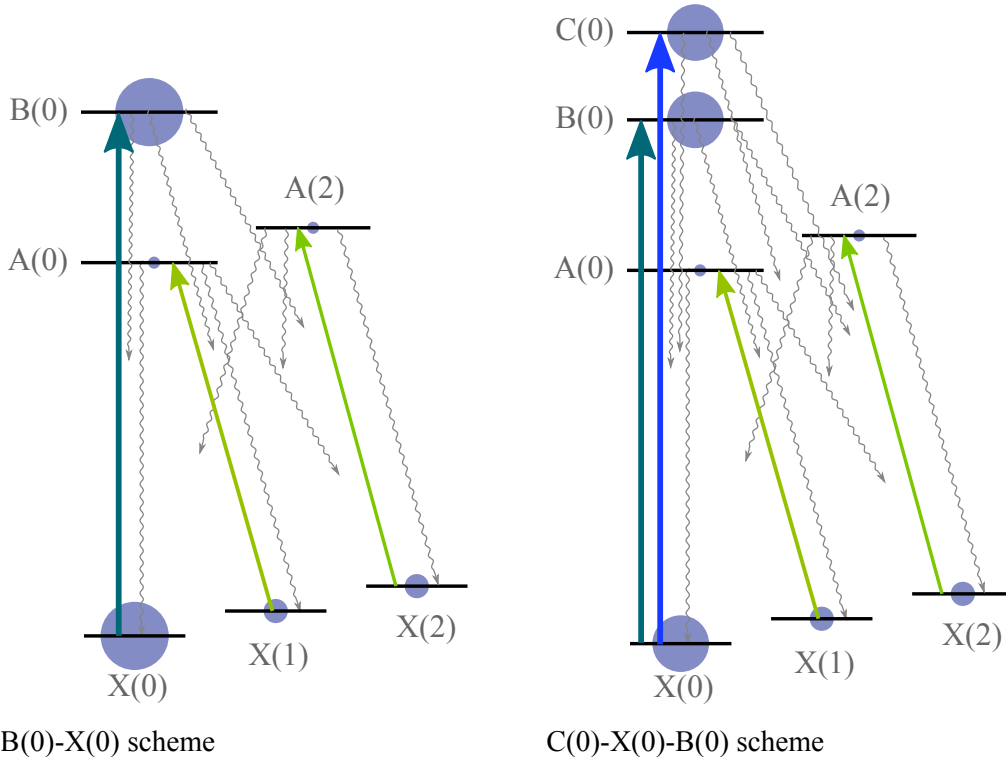 C(0)
B(0)
B(0)
A(2)
A(2)
A(0)
A(0)
X(2)
X(1)
X(0)
X(2)
X(1)
X(0)
B(0)-X(0) scheme
C(0)-X(0)-B(0) scheme